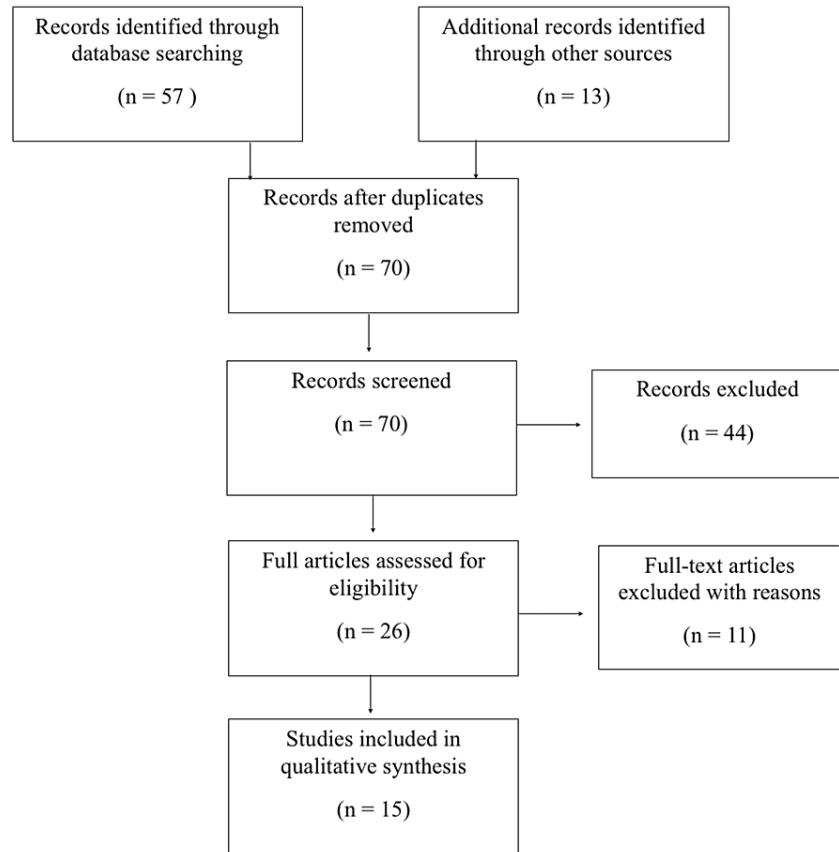 Records identified through
database searching
(n = 57 )
Additional records identified
through other sources
(n = 13)
Records after duplicates
removed
(n = 70)
Records screened
(n = 70)
Records excluded
(n = 44)
Full articles assessed for
eligibility
(n = 26)
Full-text articles
excluded with reasons
(n = 11)
Studies included in
qualitative synthesis
(n = 15)